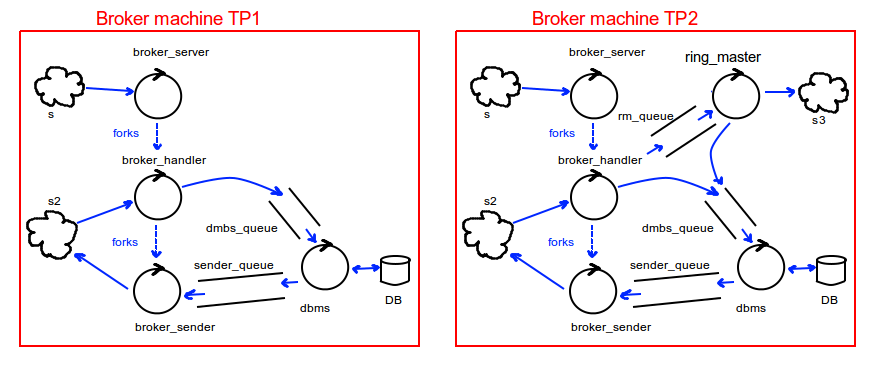 Broker machine TP1
broker_server
s
forks
broker_handler
s2
forks
dmbs_queue
sender_queue
DB
dbms
broker_sender
Broker machine TP2
broker_server
ring_master
s
rm_queue
s3
forks
broker_handler
s2
forks
dmbs_queue
sender_queue
DB
dbms
broker_sender